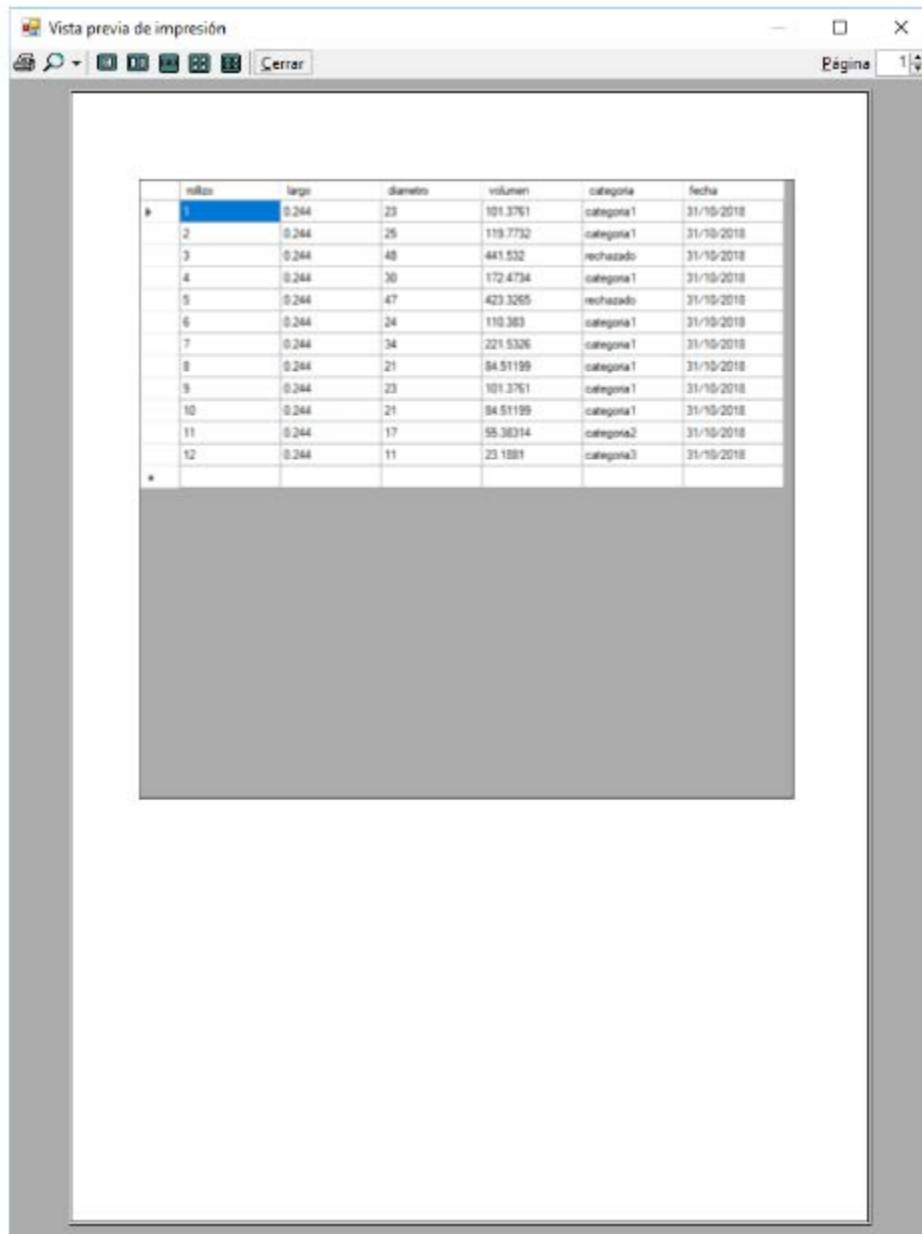 Vista previa de impresión
Cerrar Página 1
rollizo largo diametro volumen categoria fecha
1 0.244 23 101.3761 categoria1 31/10/2018
2 0.244 25 119.7732 categoria1 31/10/2018
3 0.244 48 441.532 rechazado 31/10/2018
4 0.244 30 172.4734 categoria1 31/10/2018
5 0.244 47 423.3265 rechazado 31/10/2018
6 0.244 24 110.383 categoria1 31/10/2018
7 0.244 34 221.5326 categoria1 31/10/2018
8 0.244 21 84.51199 categoria1 31/10/2018
9 0.244 23 101.3761 categoria1 31/10/2018
10 0.244 21 84.51199 categoria1 31/10/2018
11 0.244 17 55.38314 categoria2 31/10/2018
12 0.244 11 23.1881 categoria3 31/10/2018